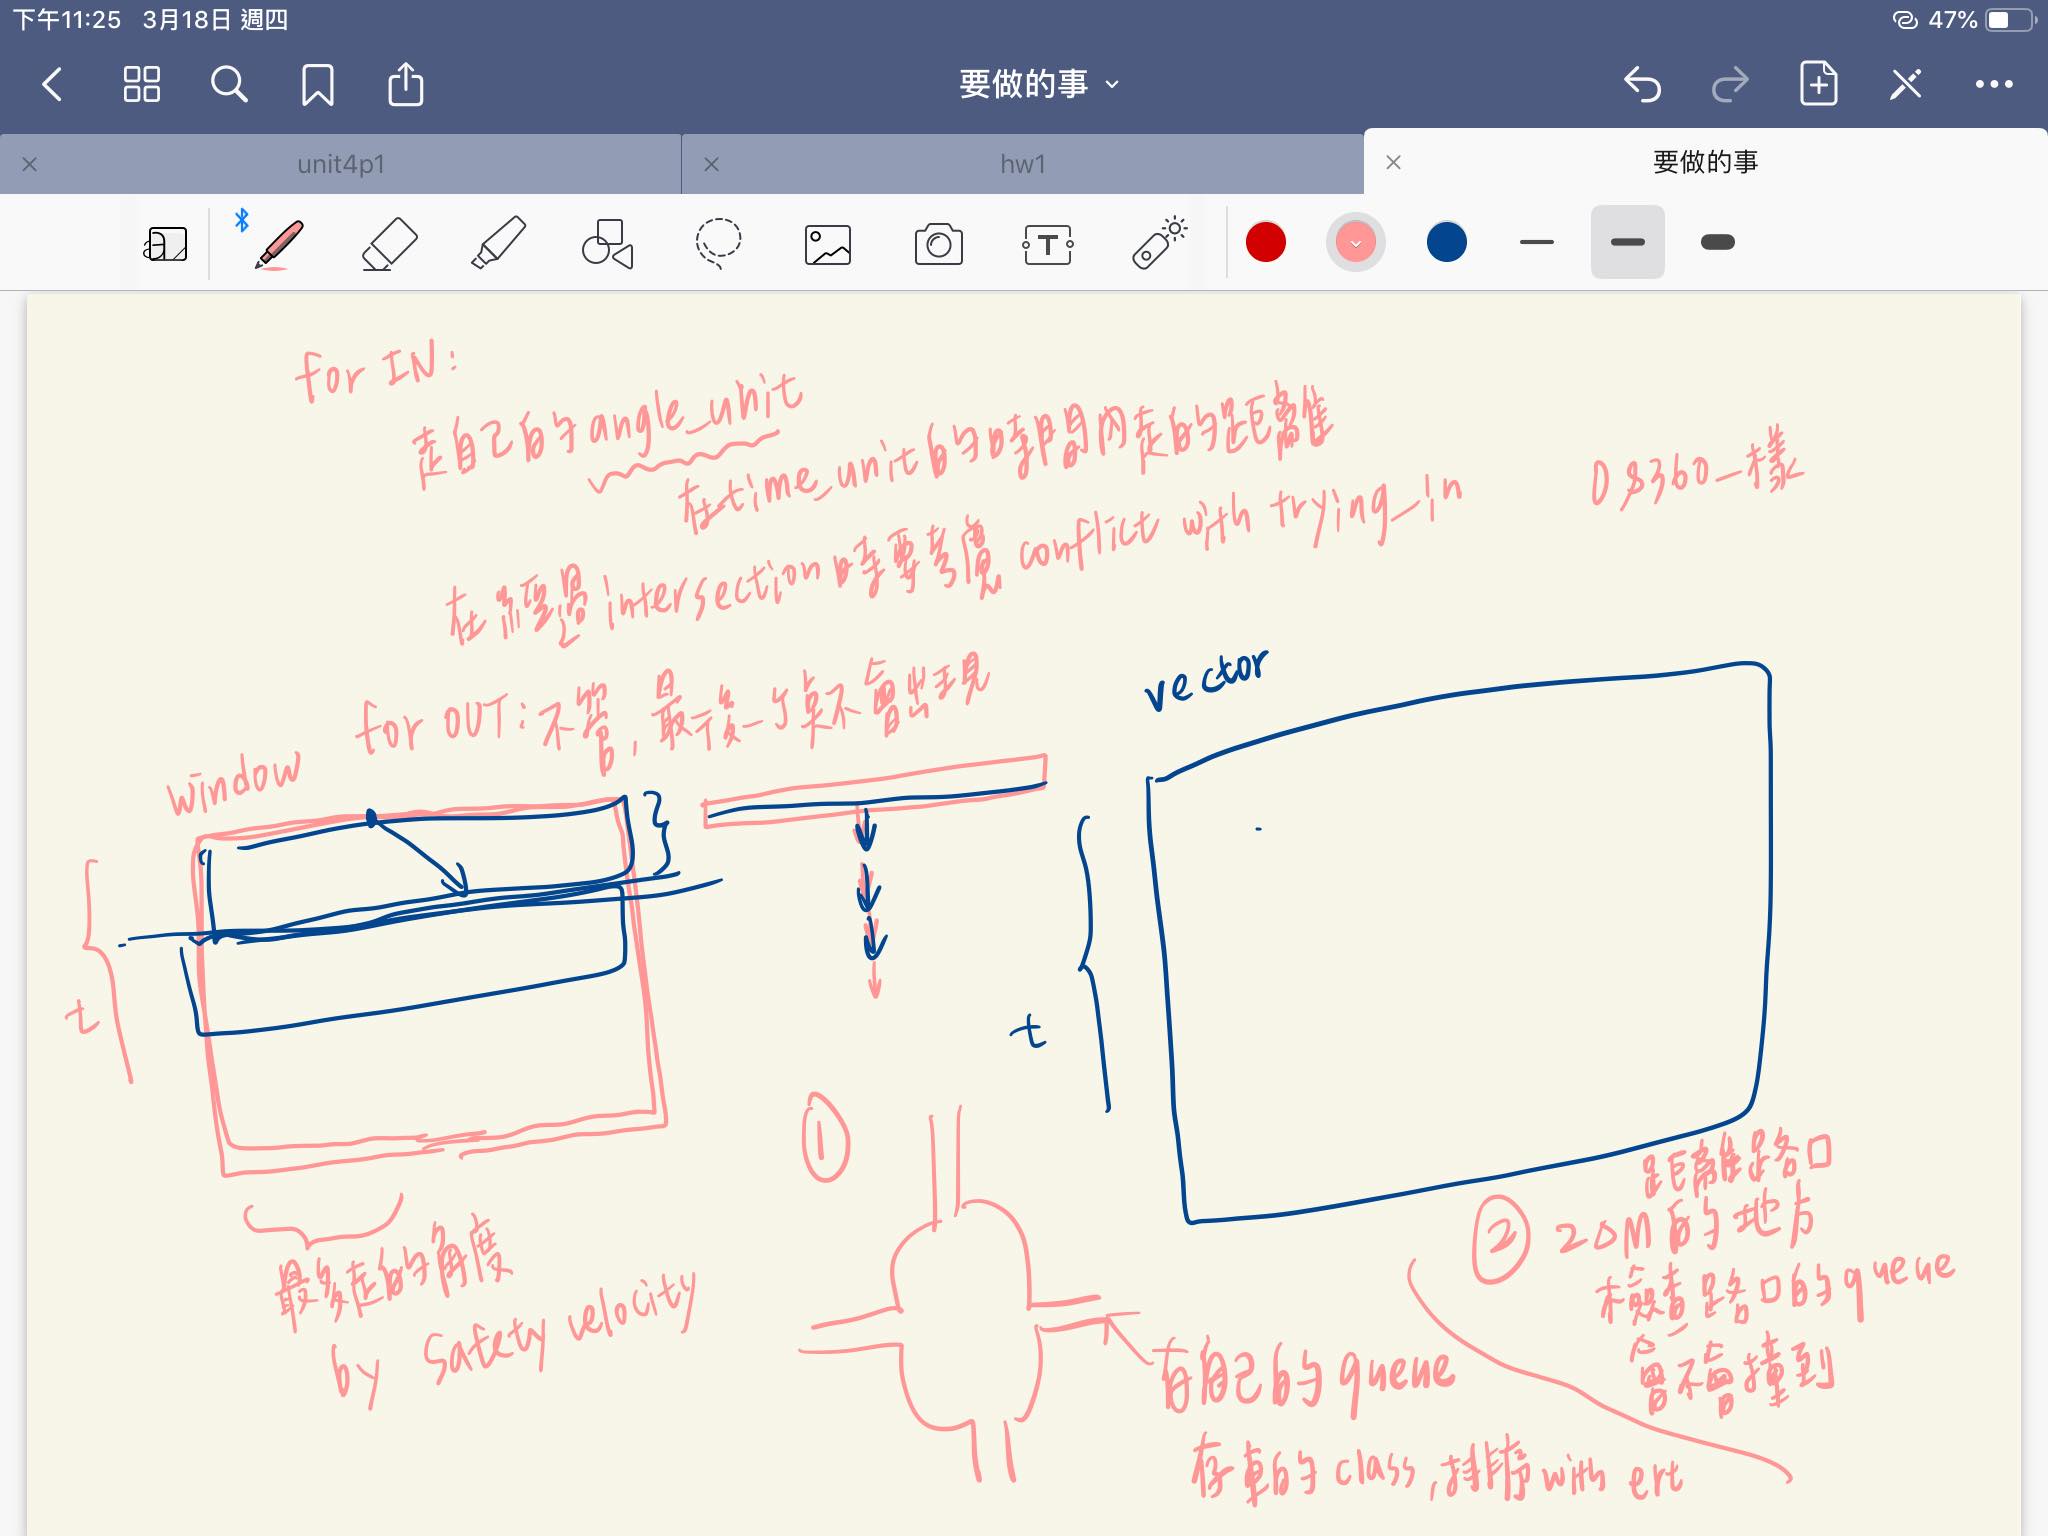 下午11:25 3月18日 週四
47%
要做的事
unit4p1
hw1
要做的事
T
for IN:
走自己的angle_unit
在time_unit的時間內走的距離
0 $360一樣
在經過intersection時要考慮 conflict with trying_in
for OUT:不管,最後一多桌不會出現
vector
window
t
t
最多走的角度
by safety velocity
①
有自己的queue
存車的class,排序with ert
②
距離路口
20M的地方
檢查路口的queue
會不會撞到